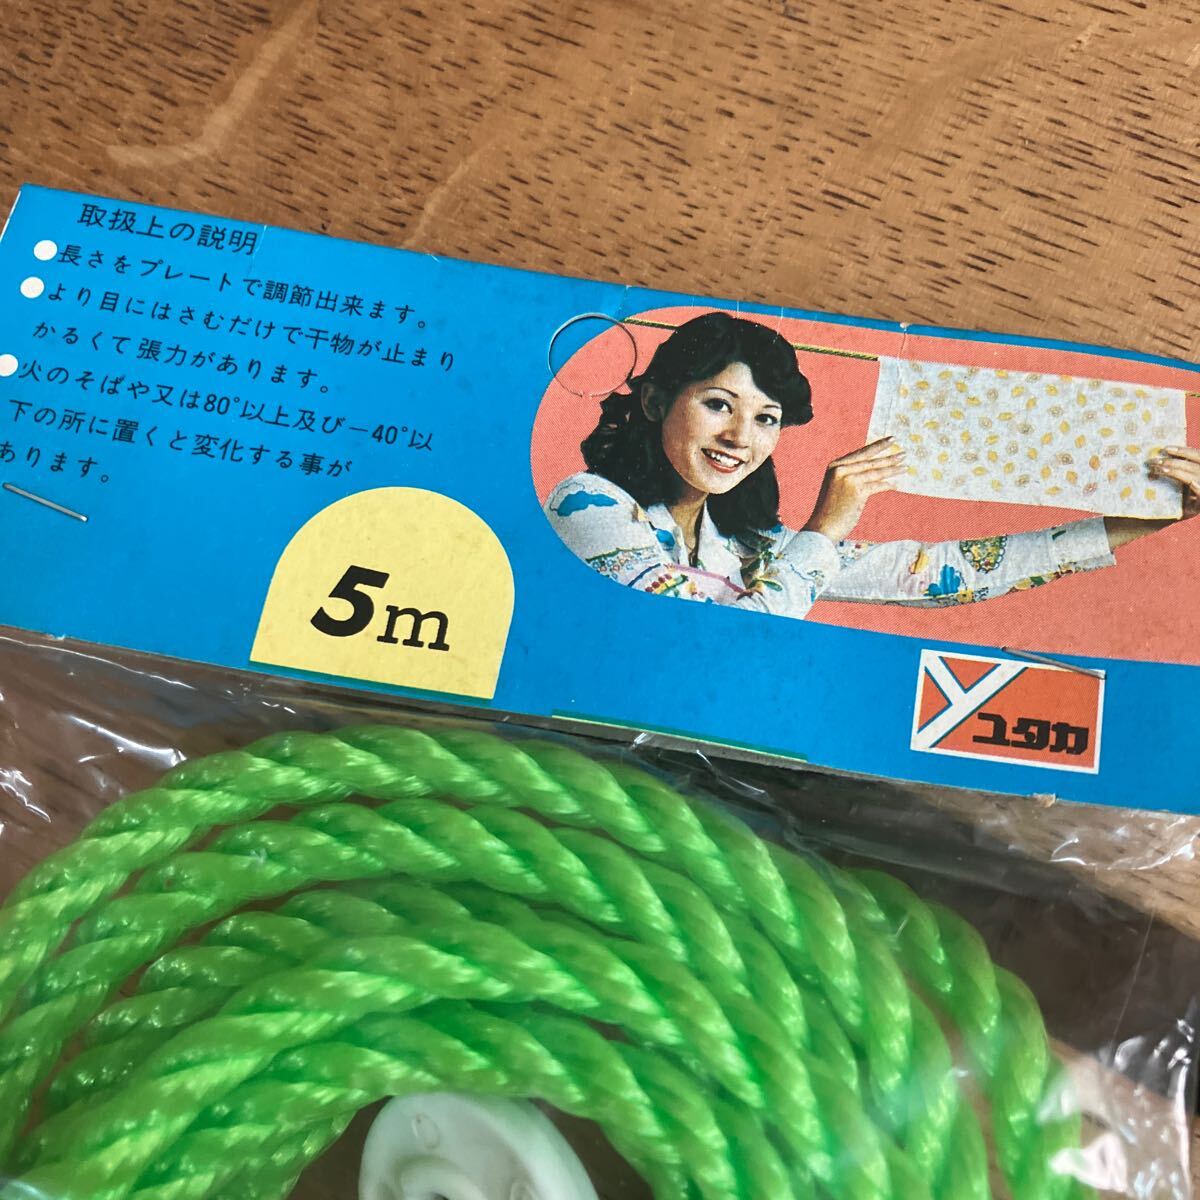 取扱上の説明
●長さをプレートで調節出来ます。
●より目にはさむだけで干物が止まり
かるくて張力があります。
●火のそばや又は80°以上及び－40°以
下の所に置くと変化する事が
あります。
5m
Y
ユタカ